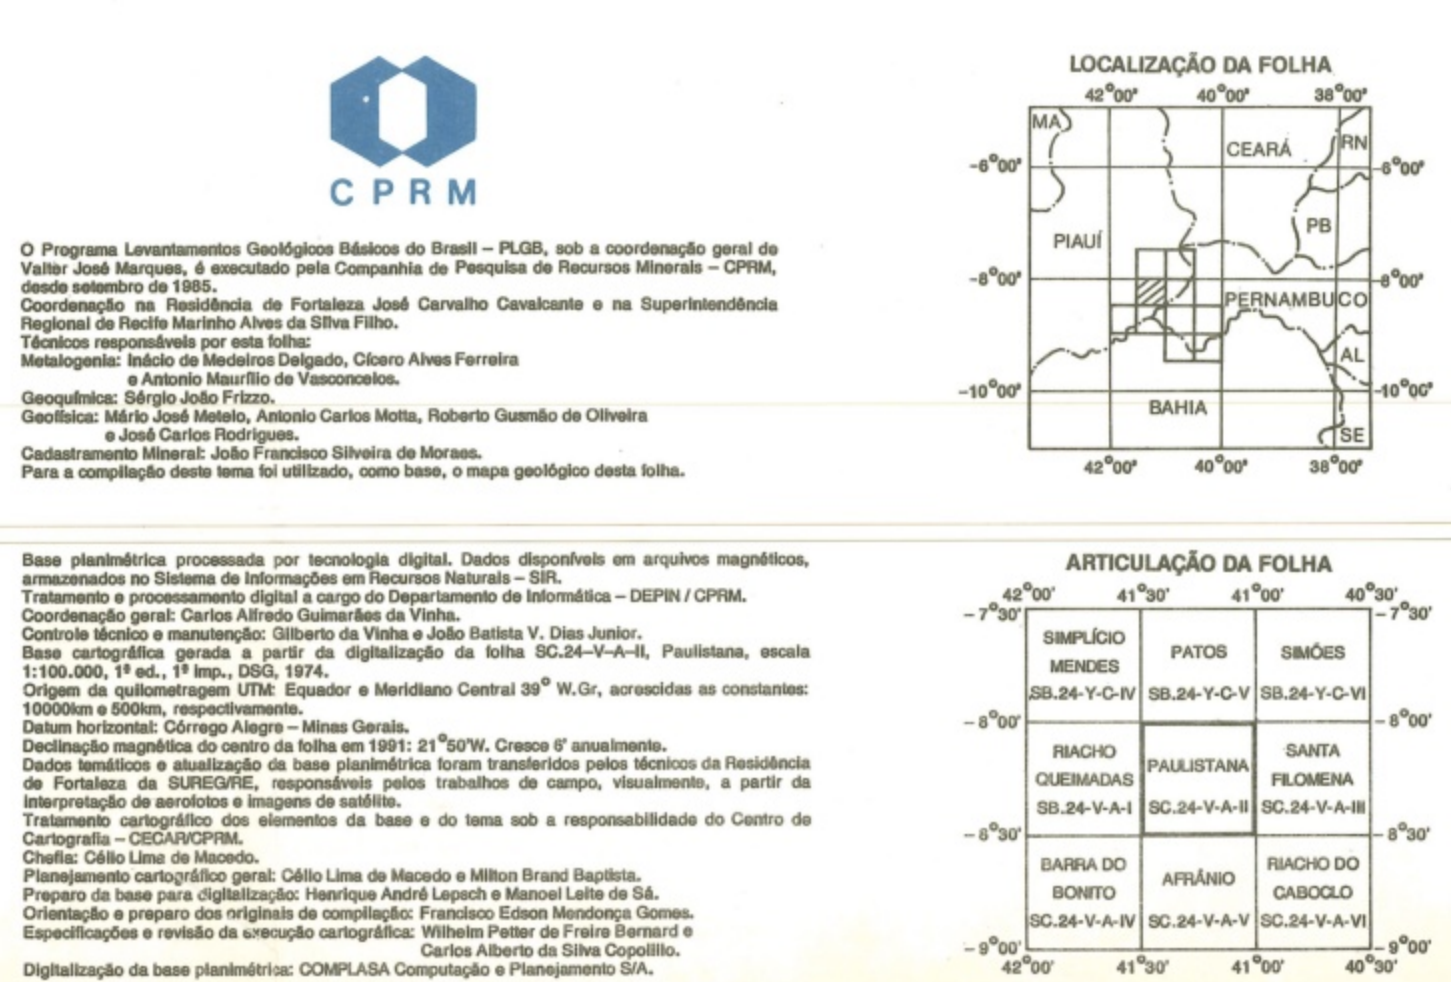 CPRM
O Programa Levantamentos Geológicos Básicos do Brasil – PLGB, sob a coordenação geral de
Valter José Marques, é executado pela Companhia de Pesquisa de Recursos Minerais – CPRM,
desde setembro de 1985.
Coordenação na Residência de Fortaleza José Carvalho Cavalcante e na Superintendência
Regional de Recife Marinho Alves da Silva Filho.
Técnicos responsáveis por esta folha:
Metalogenia: Inácio de Medeiros Delgado, Cícero Alves Ferreira
e Antonio Maurílio de Vasconcelos.
Geoquímica: Sérgio João Frizzo.
Geofísica: Mário José Metelo, Antonio Carlos Motta, Roberto Gusmão de Oliveira
e José Carlos Rodrigues.
Cadastramento Mineral: João Francisco Silveira de Moraes.
Para a compilação deste tema foi utilizado, como base, o mapa geológico desta folha.
LOCALIZAÇÃO DA FOLHA
42°00' 40°00' 38°00'
MA CEARÁ RN
-6°00' -6°00'
PIAUÍ PB
-8°00' -8°00'
PERNAMBUCO
AL
-10°00' -10°00'
BAHIA
SE
42°00' 40°00' 38°00'
Base planimétrica processada por tecnologia digital. Dados disponíveis em arquivos magnéticos,
armazenados no Sistema de Informações em Recursos Naturais – SIR.
Tratamento e processamento digital a cargo do Departamento de Informática – DEPIN / CPRM.
Coordenação geral: Carlos Alfredo Guimarães da Vinha.
Controle técnico e manutenção: Gilberto da Vinha e João Batista V. Dias Junior.
Base cartográfica gerada a partir da digitalização da folha SC.24–V–A–II, Paulistana, escala
1:100.000, 1ª ed., 1ª imp., DSG, 1974.
Origem da quilometragem UTM: Equador e Meridiano Central 39° W.Gr, acrescidas as constantes:
10000km e 500km, respectivamente.
Datum horizontal: Córrego Alegre – Minas Gerais.
Declinação magnética do centro da folha em 1991: 21°50'W. Cresce 6' anualmente.
Dados temáticos e atualização da base planimétrica foram transferidos pelos técnicos da Residência
de Fortaleza da SUREG/RE, responsáveis pelos trabalhos de campo, visualmente, a partir da
interpretação de aerofotos e imagens de satélite.
Tratamento cartográfico dos elementos da base e do tema sob a responsabilidade do Centro de
Cartografia – CECAR/CPRM.
Chefia: Célio Lima de Macedo.
Planejamento cartográfico geral: Célio Lima de Macedo e Milton Brand Baptista.
Preparo da base para digitalização: Henrique André Lepsch e Manoel Leite de Sá.
Orientação e preparo dos originais de compilação: Francisco Edson Mendonça Gomes.
Especificações e revisão da execução cartográfica: Wilhelm Petter de Freire Bernard e
Carlos Alberto da Silva Copolillo.
Digitalização da base planimétrica: COMPLASA Computação e Planejamento S/A.
ARTICULAÇÃO DA FOLHA
42°00' 41°30' 41°00' 40°30'
-7°30' -7°30'
SIMPLÍCIO MENDES PATOS SIMÕES
SB.24-Y-C-IV SB.24-Y-C-V SB.24-Y-C-VI
-8°00' -8°00'
RIACHO QUEIMADAS PAULISTANA SANTA FILOMENA
SB.24-V-A-I SC.24-V-A-II SC.24-V-A-III
-8°30' 8°30'
BARRA DO BONITO AFRÂNIO RIACHO DO CABOCLO
SC.24-V-A-IV SC.24-V-A-V SC.24-V-A-VI
-9°00' -9°00'
42°00' 41°30' 41°00' 40°30'